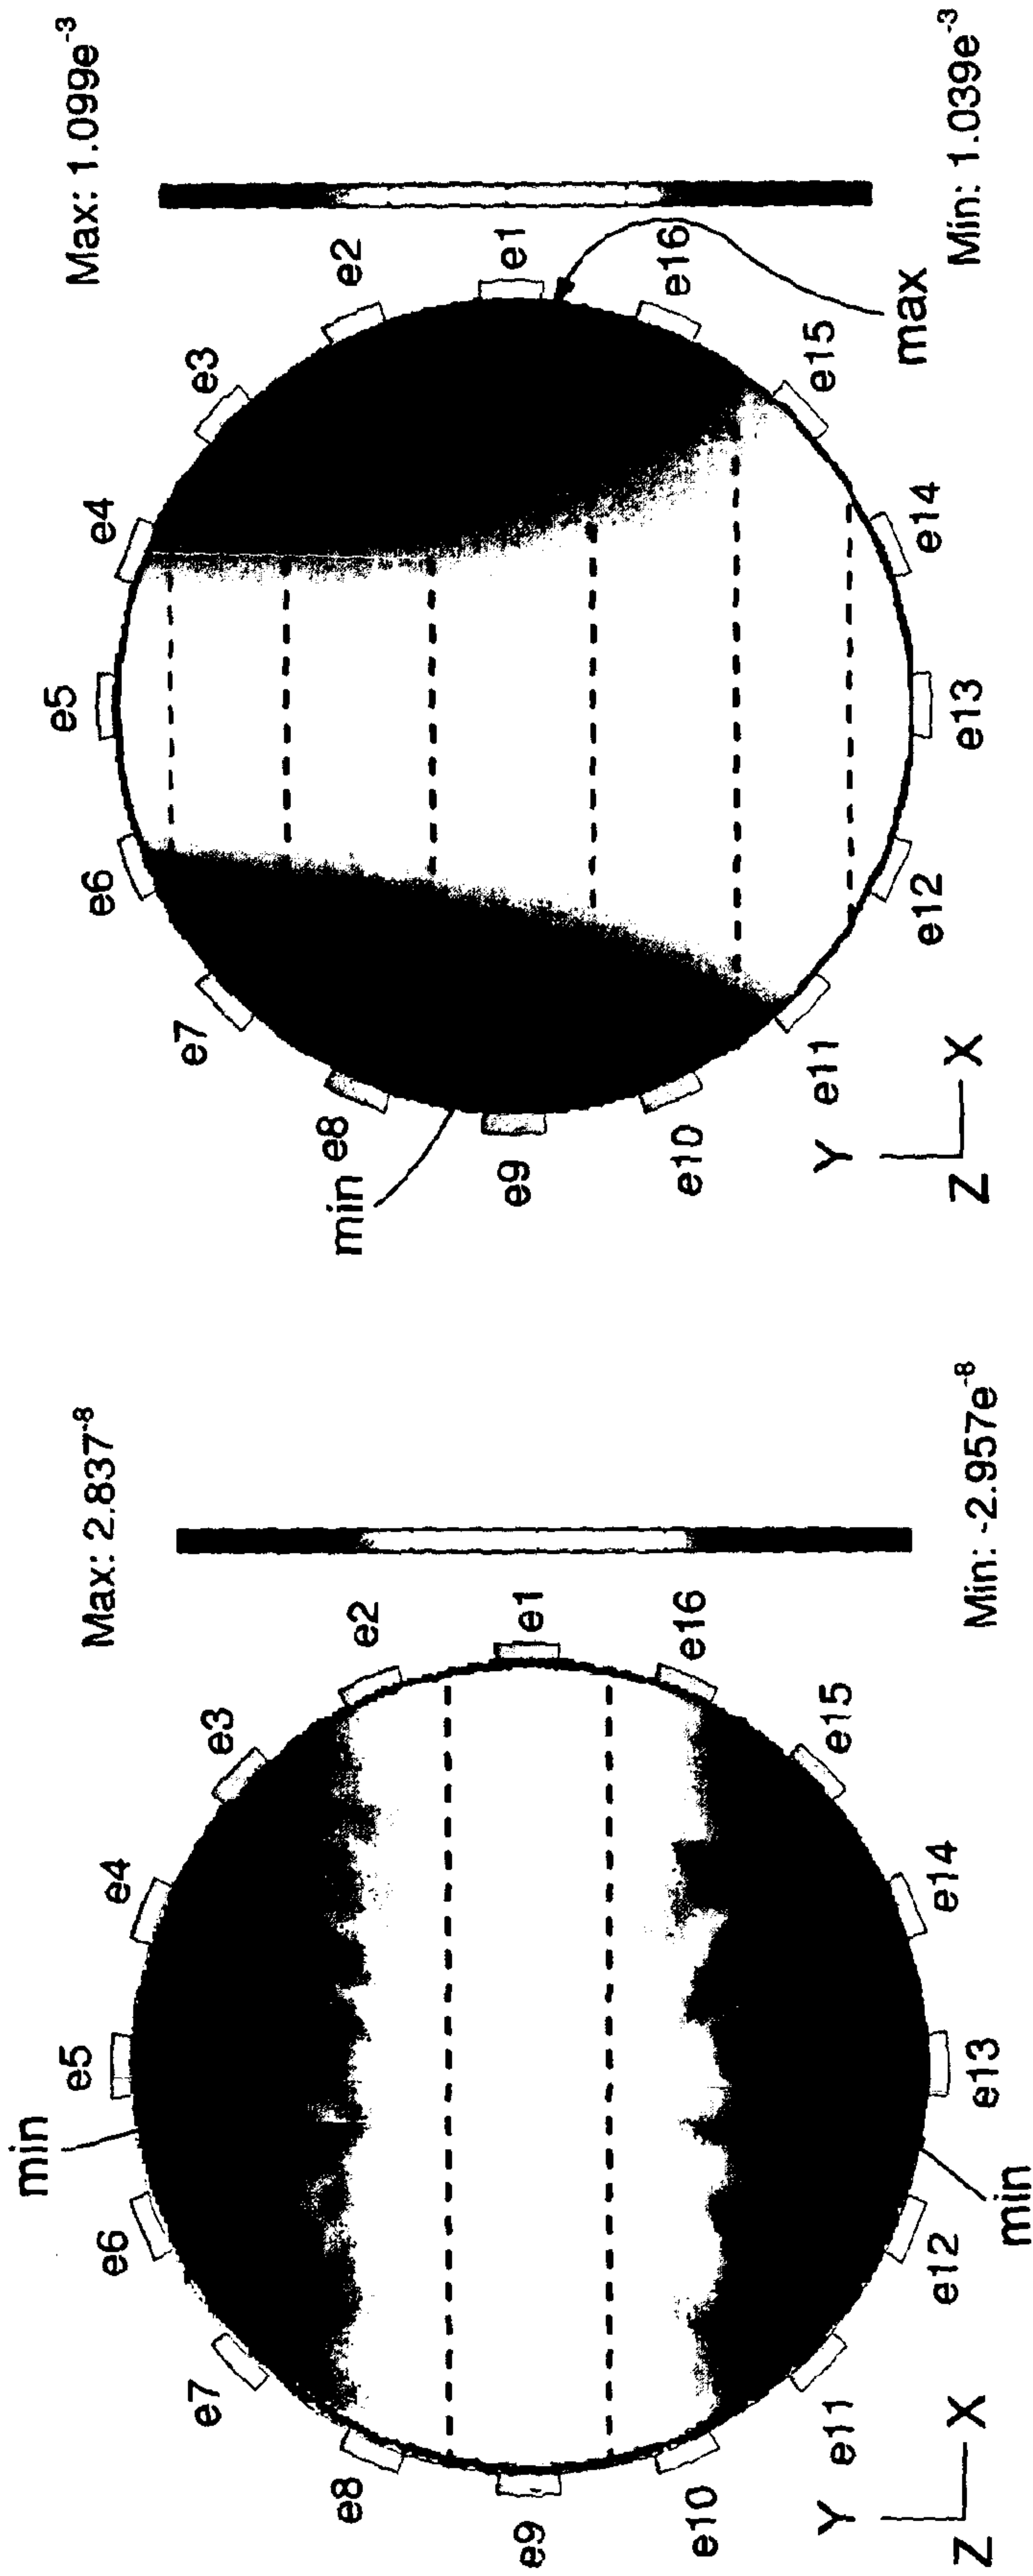 Max: 2.837⁻⁸
min
e5
e4
e6
e3
e7
e2
e8
e1
e9
e16
e10
e15
e11
e14
e12
e13
min
Y
Z
X
Min: -2.957e⁻⁸
Max: 1.099e⁻³
e5
e4
e6
e3
e7
e2
e8
min
e1
e9
e16
e10
e15
e11
e14
e12
e13
max
Y
Z
X
Min: 1.039e⁻³